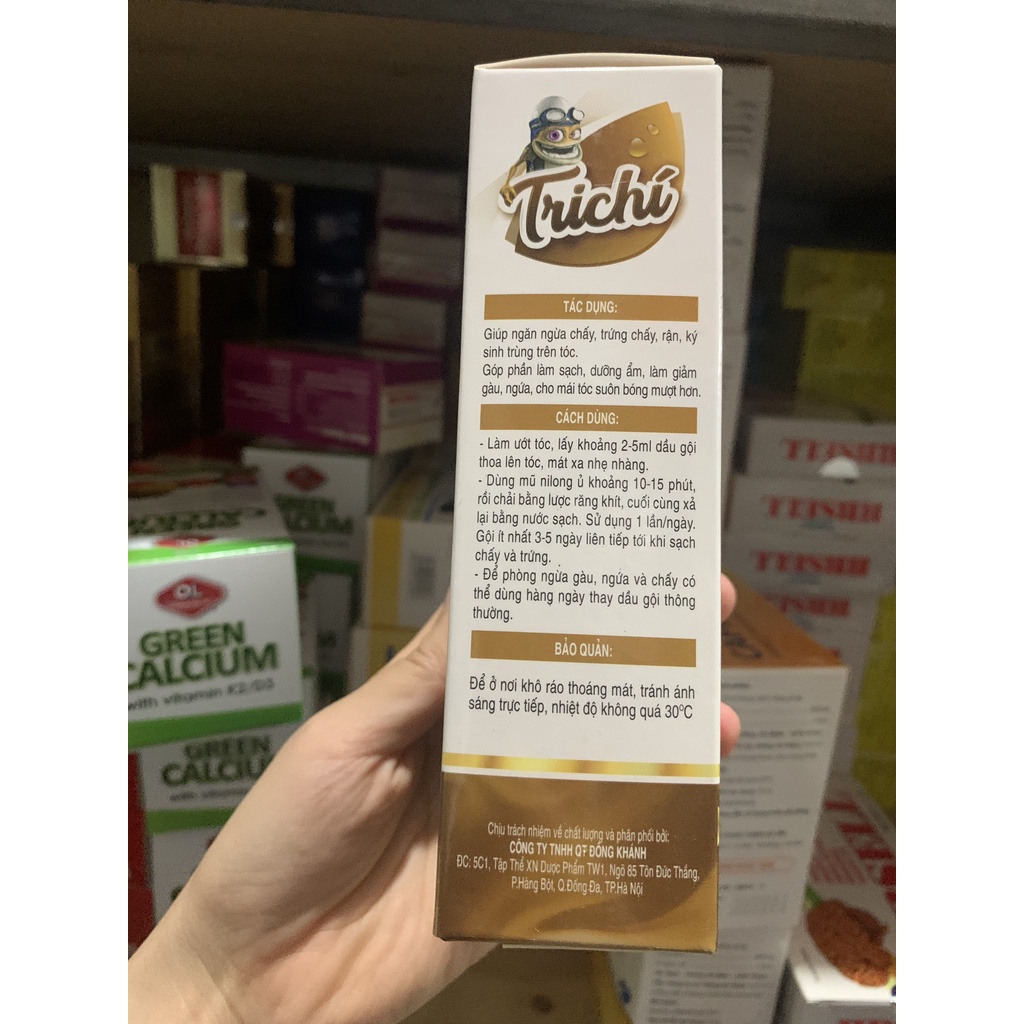 Trichí
TÁC DỤNG:
Giúp ngăn ngừa chấy, trứng chấy, rận, ký
sinh trùng trên tóc.
Góp phần làm sạch, dưỡng ẩm, làm giảm
gàu, ngứa, cho mái tóc suôn bóng mượt hơn.
CÁCH DÙNG:
- Làm ướt tóc, lấy khoảng 2-5ml dầu gội
thoa lên tóc, mát xa nhẹ nhàng.
- Dùng mũ nilong ủ khoảng 10-15 phút,
rồi chải bằng lược răng khít, cuối cùng xả
lại bằng nước sạch. Sử dụng 1 lần/ngày.
Gội ít nhất 3-5 ngày liên tiếp tới khi sạch
chấy và trứng.
- Để phòng ngừa gàu, ngứa và chấy có
thể dùng hàng ngày thay dầu gội thông
thường.
BẢO QUẢN:
Để ở nơi khô ráo thoáng mát, tránh ánh
sáng trực tiếp, nhiệt độ không quá 30ºC
Chịu trách nhiệm về chất lượng và phân phối bởi:
CÔNG TY TNHH QT ĐỒNG KHÁNH
ĐC: 5C1, Tập Thể XN Dược Phẩm TW1, Ngõ 85 Tôn Đức Thắng,
P.Hàng Bột, Q.Đống Đa, TP.Hà Nội
OL
GREEN
CALCIUM
with vitamin K2/D3
GREEN
CALCIUM